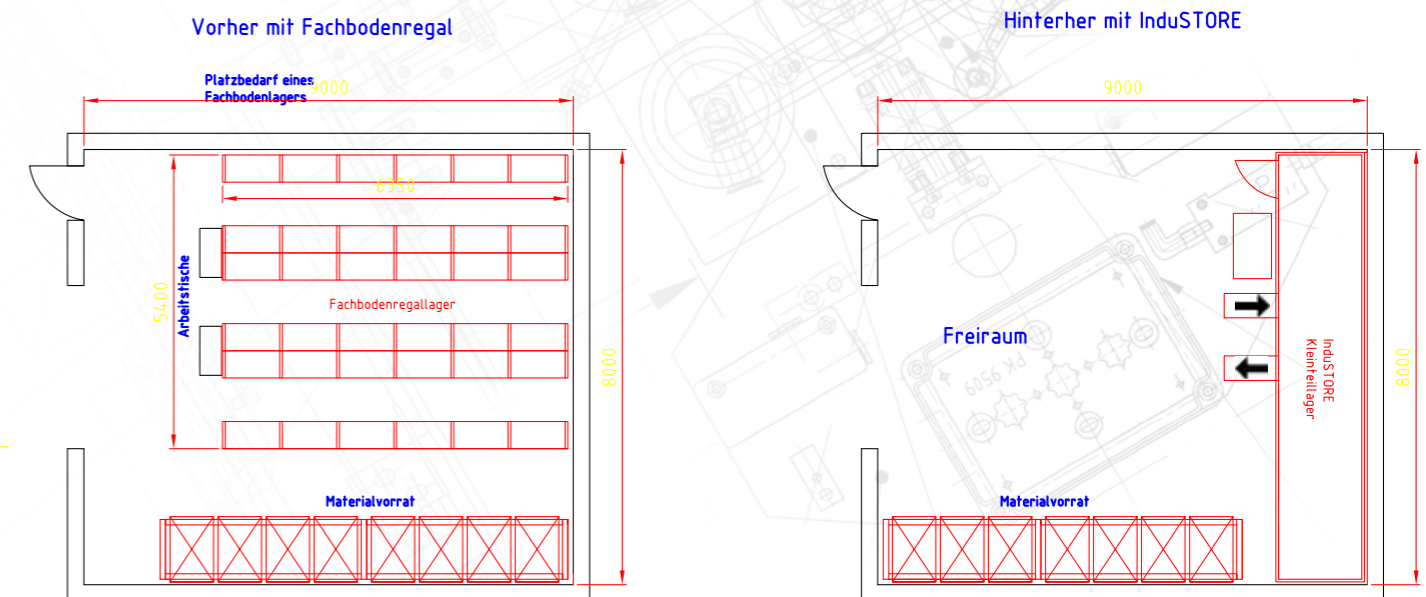 Vorher mit Fachbodenregal
Platzbedarf eines
Fachbodenlagers
9000
6350
5400
Arbeitstische
Fachbodenregallager
8000
Materialvorrat
Hinterher mit InduSTORE
9000
Freiraum
PK 9509
InduSTORE
Kleinteillager
8000
Materialvorrat